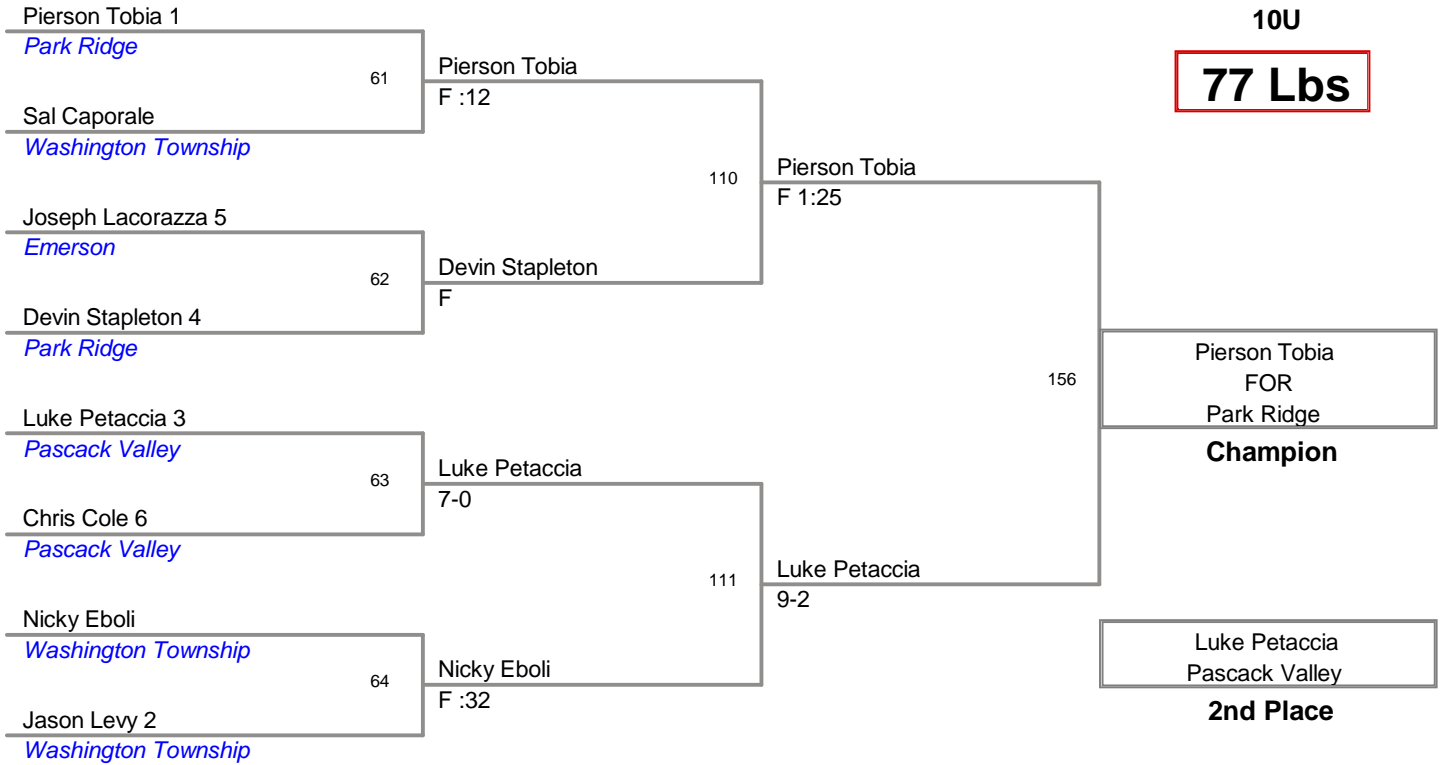 Pierson Tobia 1
Park Ridge
61
Sal Caporale
Washington Township
Pierson Tobia
F :12
Joseph Lacorazza 5
Emerson
62
Devin Stapleton 4
Park Ridge
Devin Stapleton
F
110
Pierson Tobia
F 1:25
Luke Petaccia 3
Pascack Valley
63
Chris Cole 6
Pascack Valley
Luke Petaccia
7-0
Nicky Eboli
Washington Township
64
Jason Levy 2
Washington Township
Nicky Eboli
F :32
111
Luke Petaccia
9-2
156
10U
77 Lbs
Pierson Tobia
FOR
Park Ridge
Champion
Luke Petaccia
Pascack Valley
2nd Place